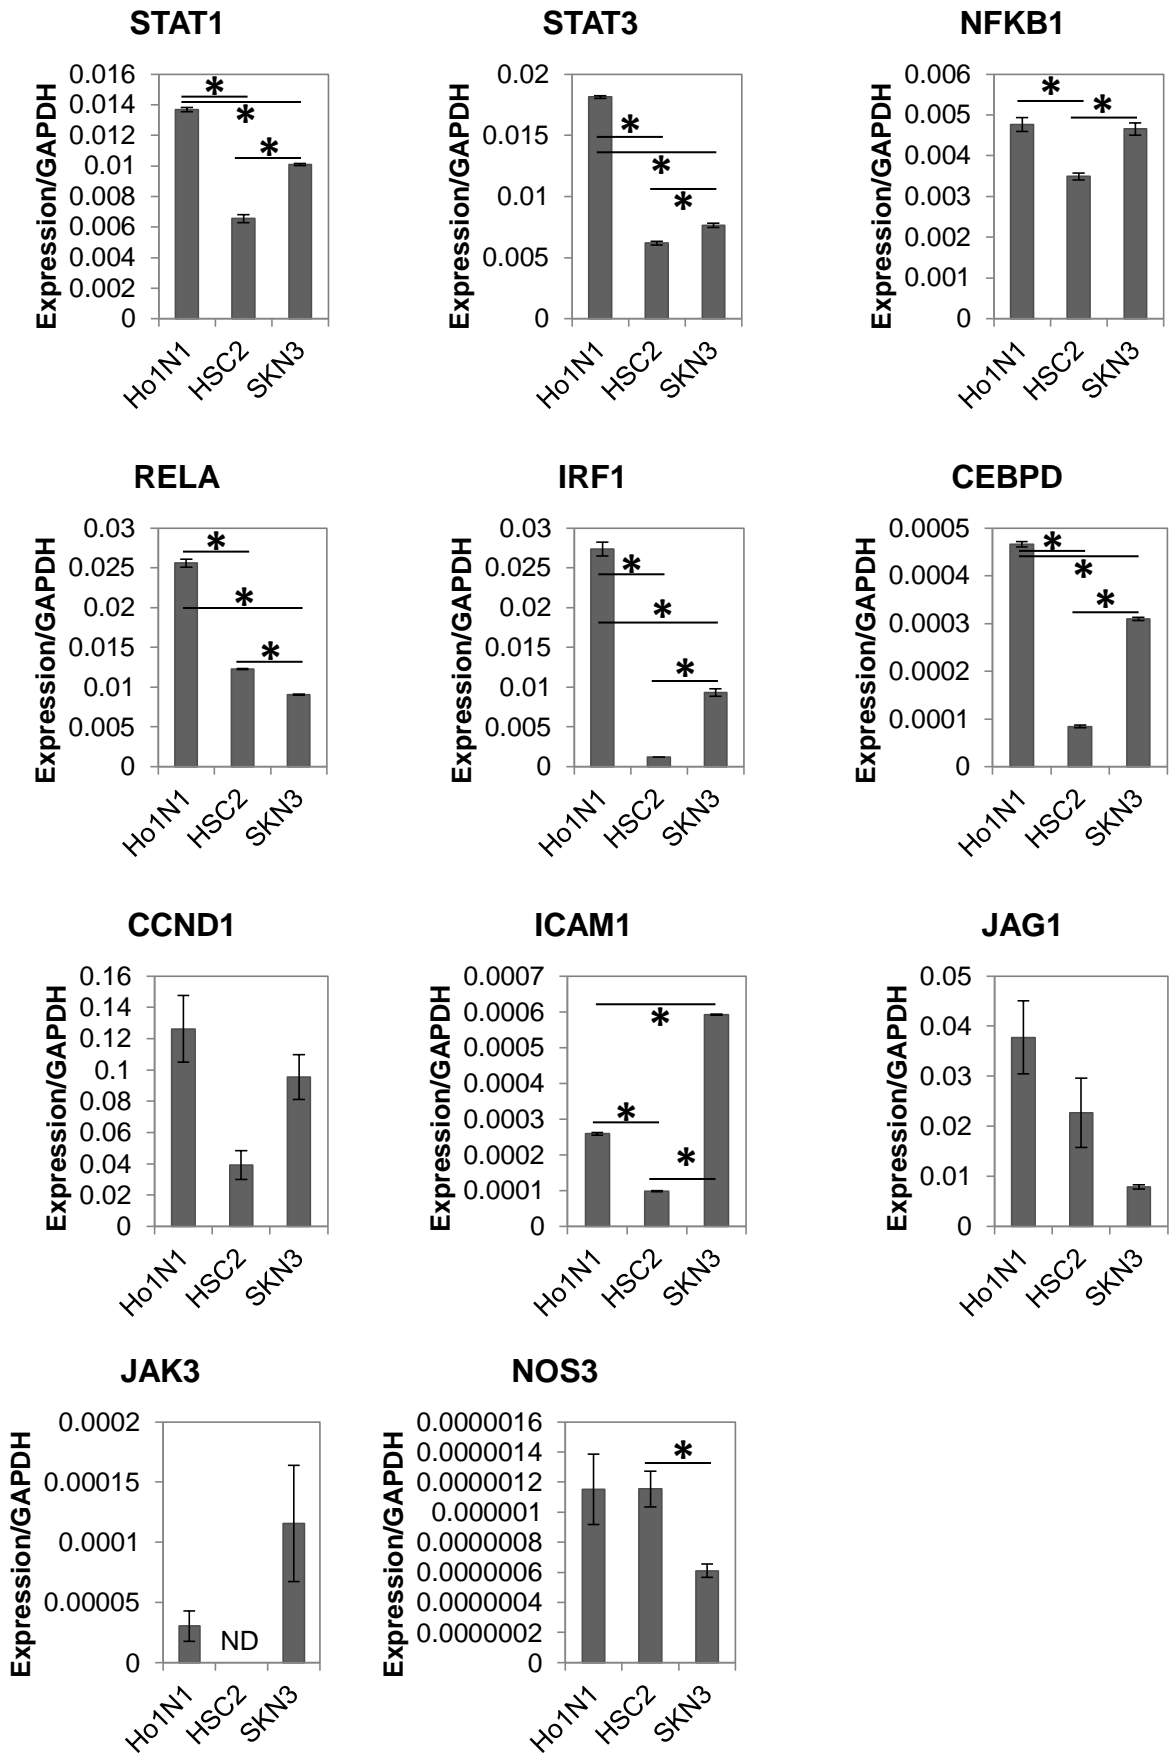 STAT1
Expression/GAPDH
0.016
0.014
0.012
0.01
0.008
0.006
0.004
0.002
0
*
*
*
Ho1N1
HSC2
SKN3
STAT3
Expression/GAPDH
0.02
0.015
0.01
0.005
0
*
*
*
Ho1N1
HSC2
SKN3
NFKB1
Expression/GAPDH
0.006
0.005
0.004
0.003
0.002
0.001
0
*
*
Ho1N1
HSC2
SKN3
RELA
Expression/GAPDH
0.03
0.025
0.02
0.015
0.01
0.005
0
*
*
*
Ho1N1
HSC2
SKN3
IRF1
Expression/GAPDH
0.03
0.025
0.02
0.015
0.01
0.005
0
*
*
*
Ho1N1
HSC2
SKN3
CEBPD
Expression/GAPDH
0.0005
0.0004
0.0003
0.0002
0.0001
0
*
*
*
Ho1N1
HSC2
SKN3
CCND1
Expression/GAPDH
0.16
0.14
0.12
0.1
0.08
0.06
0.04
0.02
0
Ho1N1
HSC2
SKN3
ICAM1
Expression/GAPDH
0.0007
0.0006
0.0005
0.0004
0.0003
0.0002
0.0001
0
*
*
*
Ho1N1
HSC2
SKN3
JAG1
Expression/GAPDH
0.05
0.04
0.03
0.02
0.01
0
Ho1N1
HSC2
SKN3
JAK3
Expression/GAPDH
0.0002
0.00015
0.0001
0.00005
0
ND
Ho1N1
HSC2
SKN3
NOS3
Expression/GAPDH
0.0000016
0.0000014
0.0000012
0.000001
0.0000008
0.0000006
0.0000004
0.0000002
0
*
Ho1N1
HSC2
SKN3